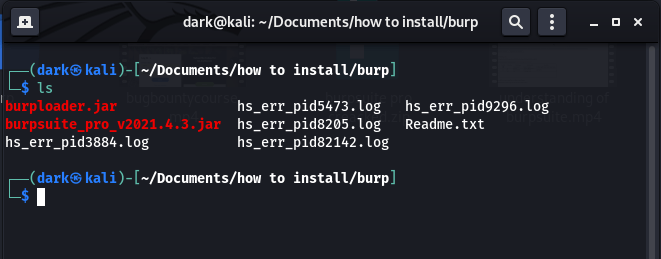 dark@kali: ~/Documents/how to install/burp
┌──(dark㉿kali)-[~/Documents/how to install/burp]
└─$ ls
burploader.jar hs_err_pid5473.log hs_err_pid9296.log
burpsuite_pro_v2021.4.3.jar hs_err_pid8205.log Readme.txt
hs_err_pid3884.log hs_err_pid82142.log
┌──(dark㉿kali)-[~/Documents/how to install/burp]
└─$